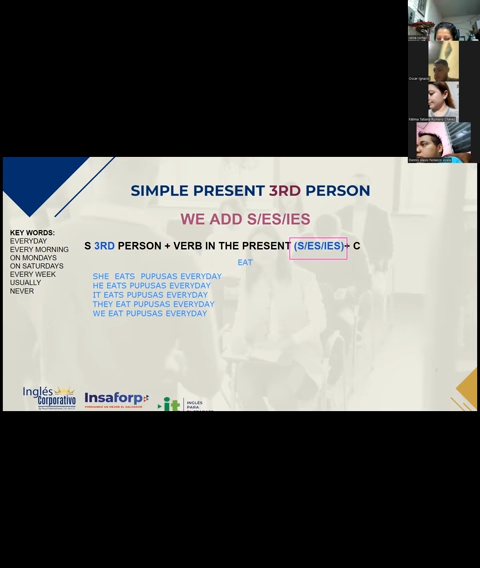 SIMPLE PRESENT 3RD PERSON
WE ADD S/ES/IES
KEY WORDS:
EVERYDAY
EVERY MORNING
ON MONDAYS
ON SATURDAYS
EVERY WEEK
USUALLY
NEVER
S 3RD PERSON + VERB IN THE PRESENT (S/ES/IES)+ C
EAT
SHE EATS PUPUSAS EVERYDAY
HE EATS PUPUSAS EVERYDAY
IT EATS PUPUSAS EVERYDAY
THEY EAT PUPUSAS EVERYDAY
WE EAT PUPUSAS EVERYDAY
Inglés
Corporativo
Insaforp
it
INGLÉS
PARA